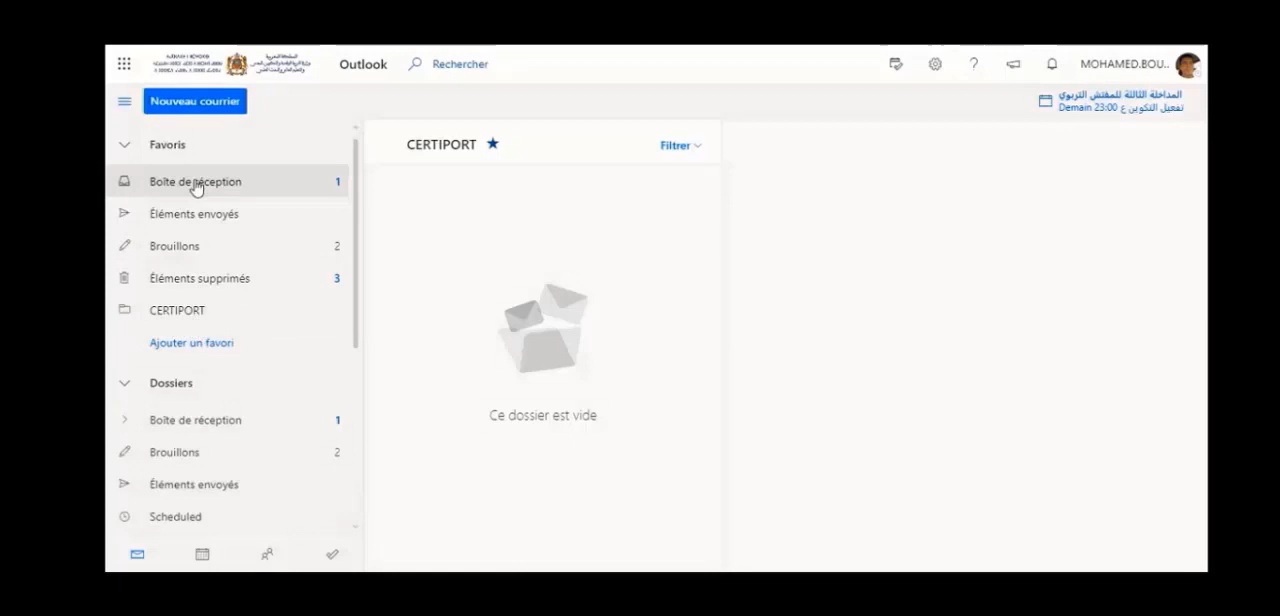 Outlook
Rechercher
MOHAMED.BOU..
Nouveau courrier
المداخلة الثالثة للمفتش التربوي
تفعيل التكوين ع Demain 23:00
Favoris
Boîte de réception 1
Éléments envoyés
Brouillons 2
Éléments supprimés 3
CERTIPORT
Ajouter un favori
Dossiers
Boîte de réception 1
Brouillons 2
Éléments envoyés
Scheduled
CERTIPORT
Filtrer
Ce dossier est vide